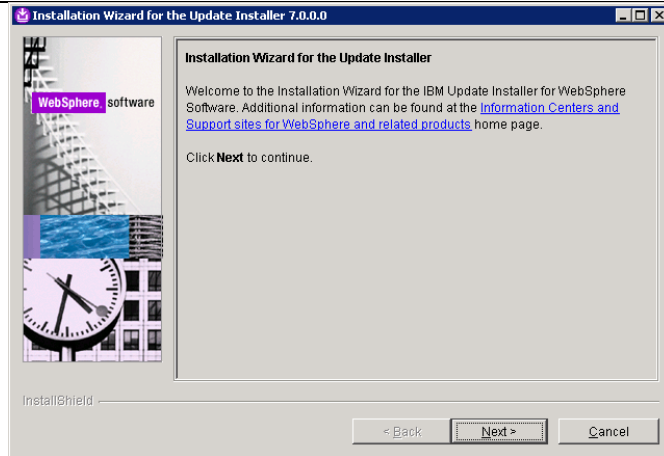 Installation Wizard for the Update Installer 7.0.0.0
WebSphere. software
Installation Wizard for the Update Installer
Welcome to the Installation Wizard for the IBM Update Installer for WebSphere
Software. Additional information can be found at the Information Centers and
Support sites for WebSphere and related products home page.
Click Next to continue.
InstallShield
< Back
Next >
Cancel